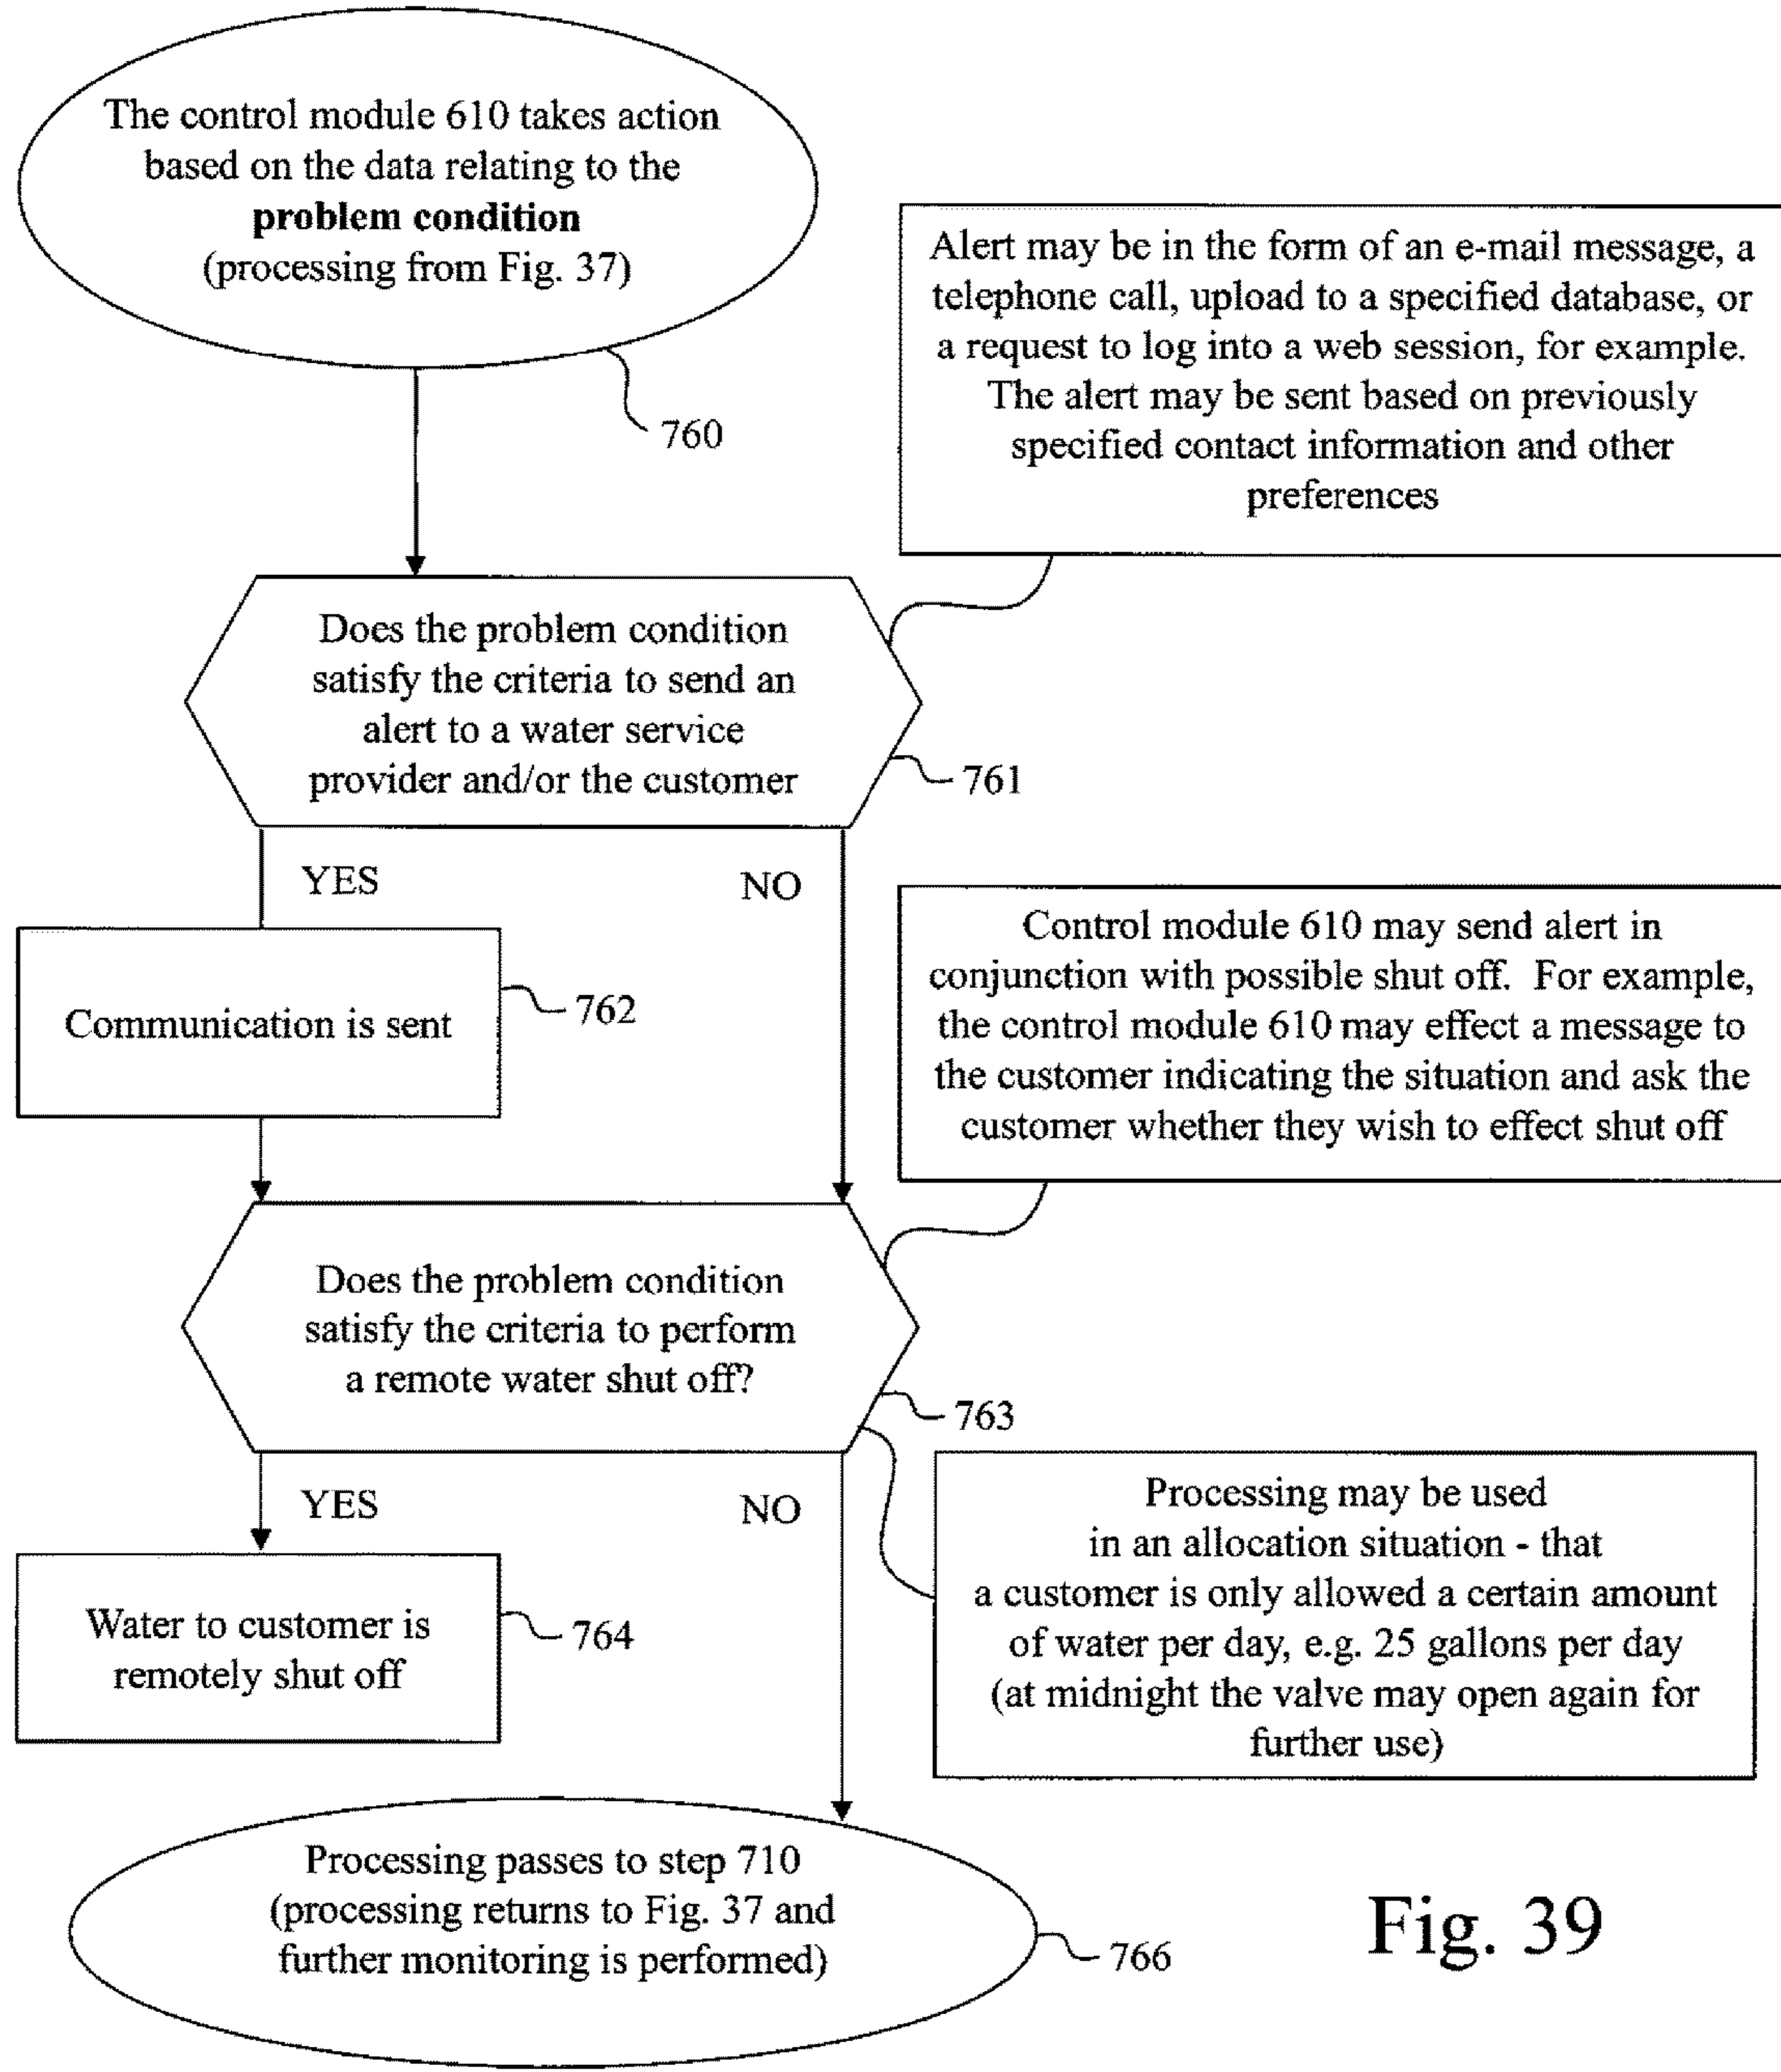 The control module 610 takes action
based on the data relating to the
problem condition
(processing from Fig. 37)
760
Alert may be in the form of an e-mail message, a
telephone call, upload to a specified database, or
a request to log into a web session, for example.
The alert may be sent based on previously
specified contact information and other
preferences
Does the problem condition
satisfy the criteria to send an
alert to a water service
provider and/or the customer
761
YES
NO
Communication is sent
762
Control module 610 may send alert in
conjunction with possible shut off. For example,
the control module 610 may effect a message to
the customer indicating the situation and ask the
customer whether they wish to effect shut off
Does the problem condition
satisfy the criteria to perform
a remote water shut off?
763
YES
NO
Water to customer is
remotely shut off
764
Processing may be used
in an allocation situation - that
a customer is only allowed a certain amount
of water per day, e.g. 25 gallons per day
(at midnight the valve may open again for
further use)
Processing passes to step 710
(processing returns to Fig. 37 and
further monitoring is performed)
766
Fig. 39